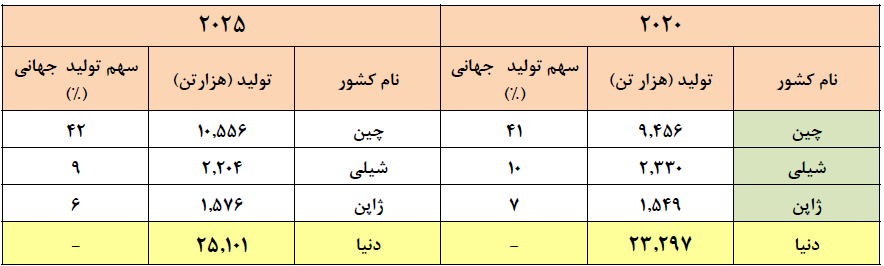 ۲۰۲۰ ۲۰۲۵
نام کشور تولید (هزار تن) سهم تولید جهانی (%) نام کشور تولید (هزار تن) سهم تولید جهانی (%)
چین ۹,۴۵۶ ۴۱ چین ۱۰,۵۵۶ ۴۲
شیلی ۲,۳۳۰ ۱۰ شیلی ۲,۲۰۴ ۹
ژاپن ۱,۵۴۹ ۷ ژاپن ۱,۵۷۶ ۶
دنیا ۲۳,۲۹۷ – دنیا ۲۵,۱۰۱ –